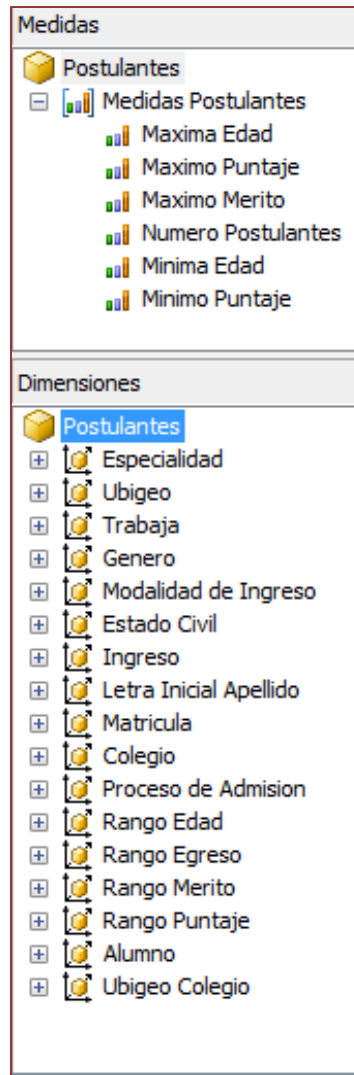 Medidas
Postulantes
Medidas Postulantes
Maxima Edad
Maximo Puntaje
Maximo Merito
Numero Postulantes
Minima Edad
Minimo Puntaje
Dimensiones
Postulantes
Especialidad
Ubigeo
Trabaja
Genero
Modalidad de Ingreso
Estado Civil
Ingreso
Letra Inicial Apellido
Matricula
Colegio
Proceso de Admision
Rango Edad
Rango Egreso
Rango Merito
Rango Puntaje
Alumno
Ubigeo Colegio